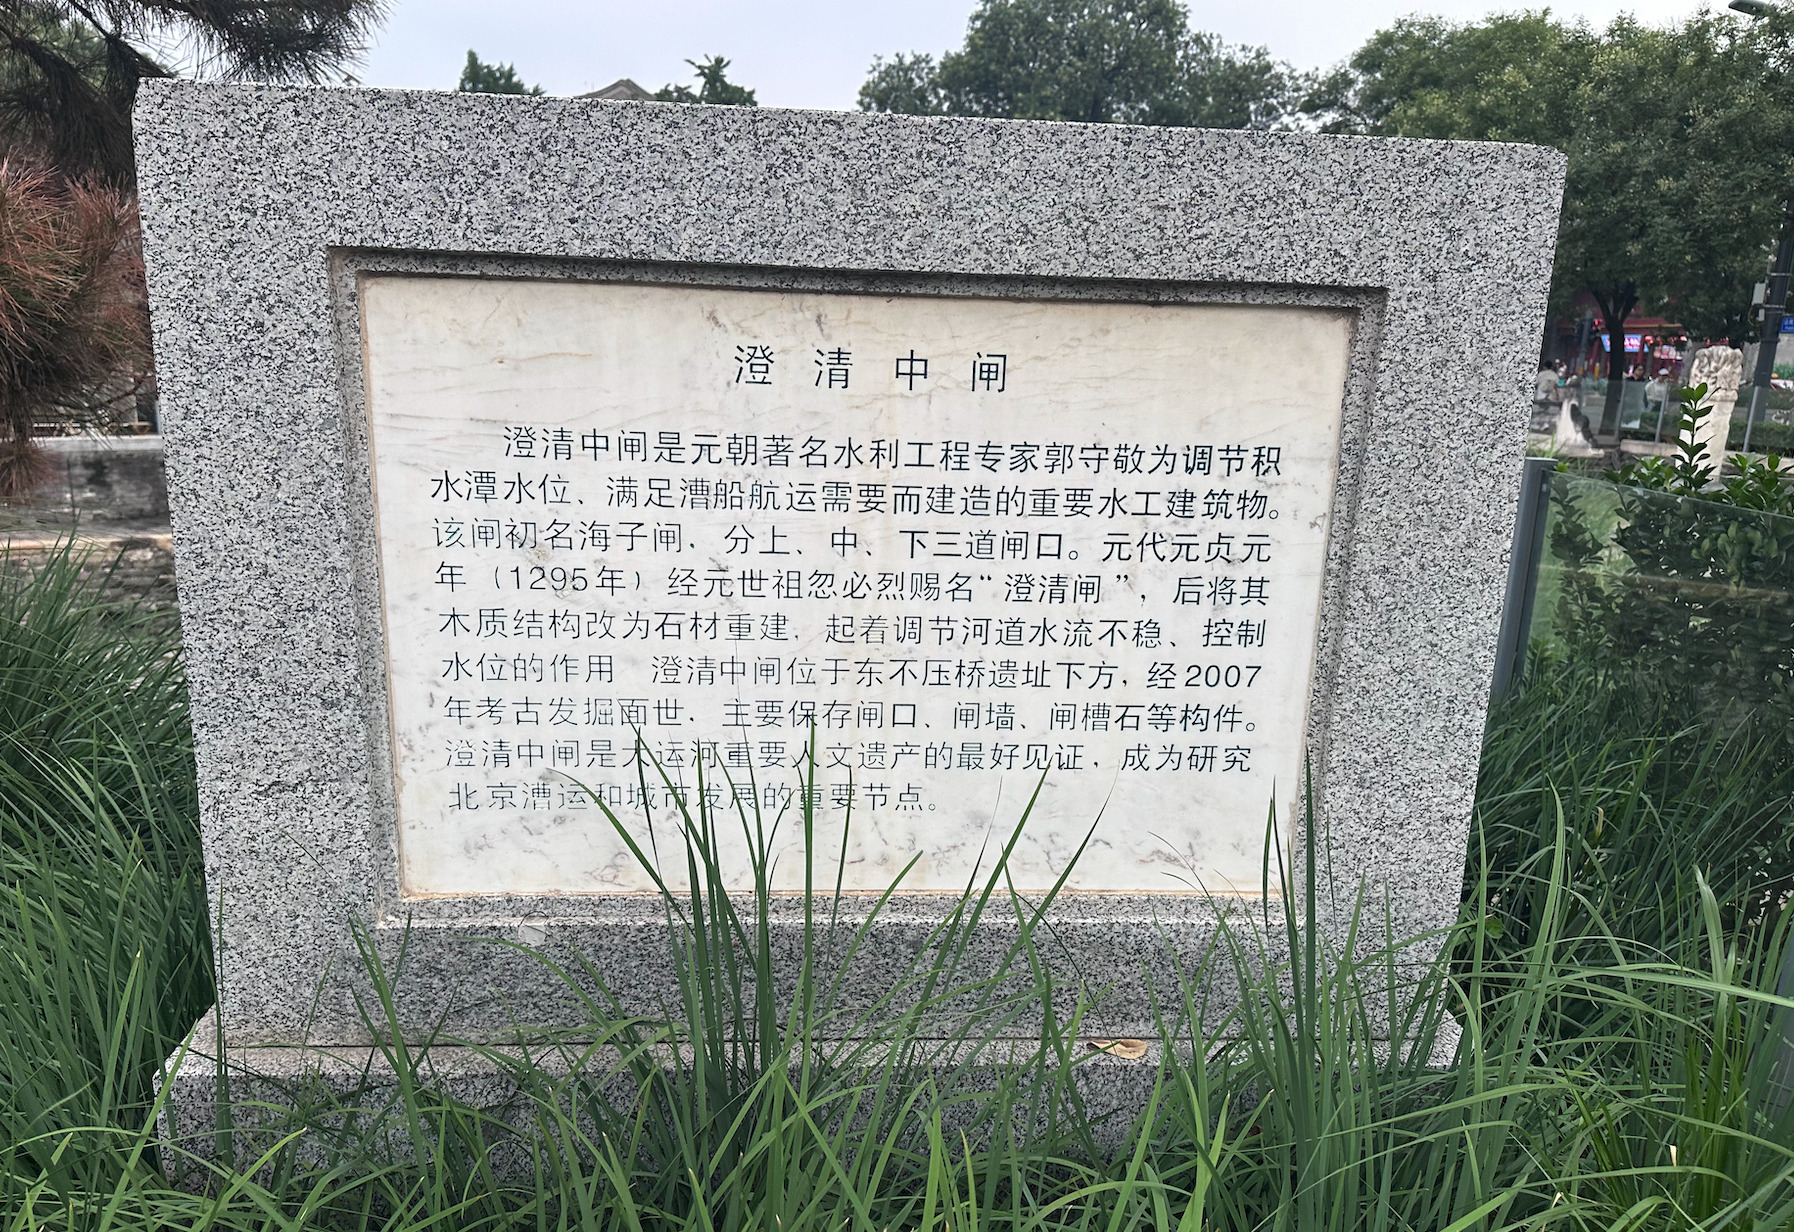 澄清中闸
澄清中闸是元朝著名水利工程专家郭守敬为调节积
水潭水位、满足漕船航运需要而建造的重要水工建筑物。
该闸初名海子闸，分上、中、下三道闸口。元代元贞元
年（1295年）经元世祖忽必烈赐名“澄清闸”，后将其
木质结构改为石材重建，起着调节河道水流不稳、控制
水位的作用 澄清中闸位于东不压桥遗址下方，经2007
年考古发掘面世，主要保存闸口、闸墙、闸槽石等构件。
澄清中闸是大运河重要人文遗产的最好见证，成为研究
北京漕运和城市发展的重要节点。